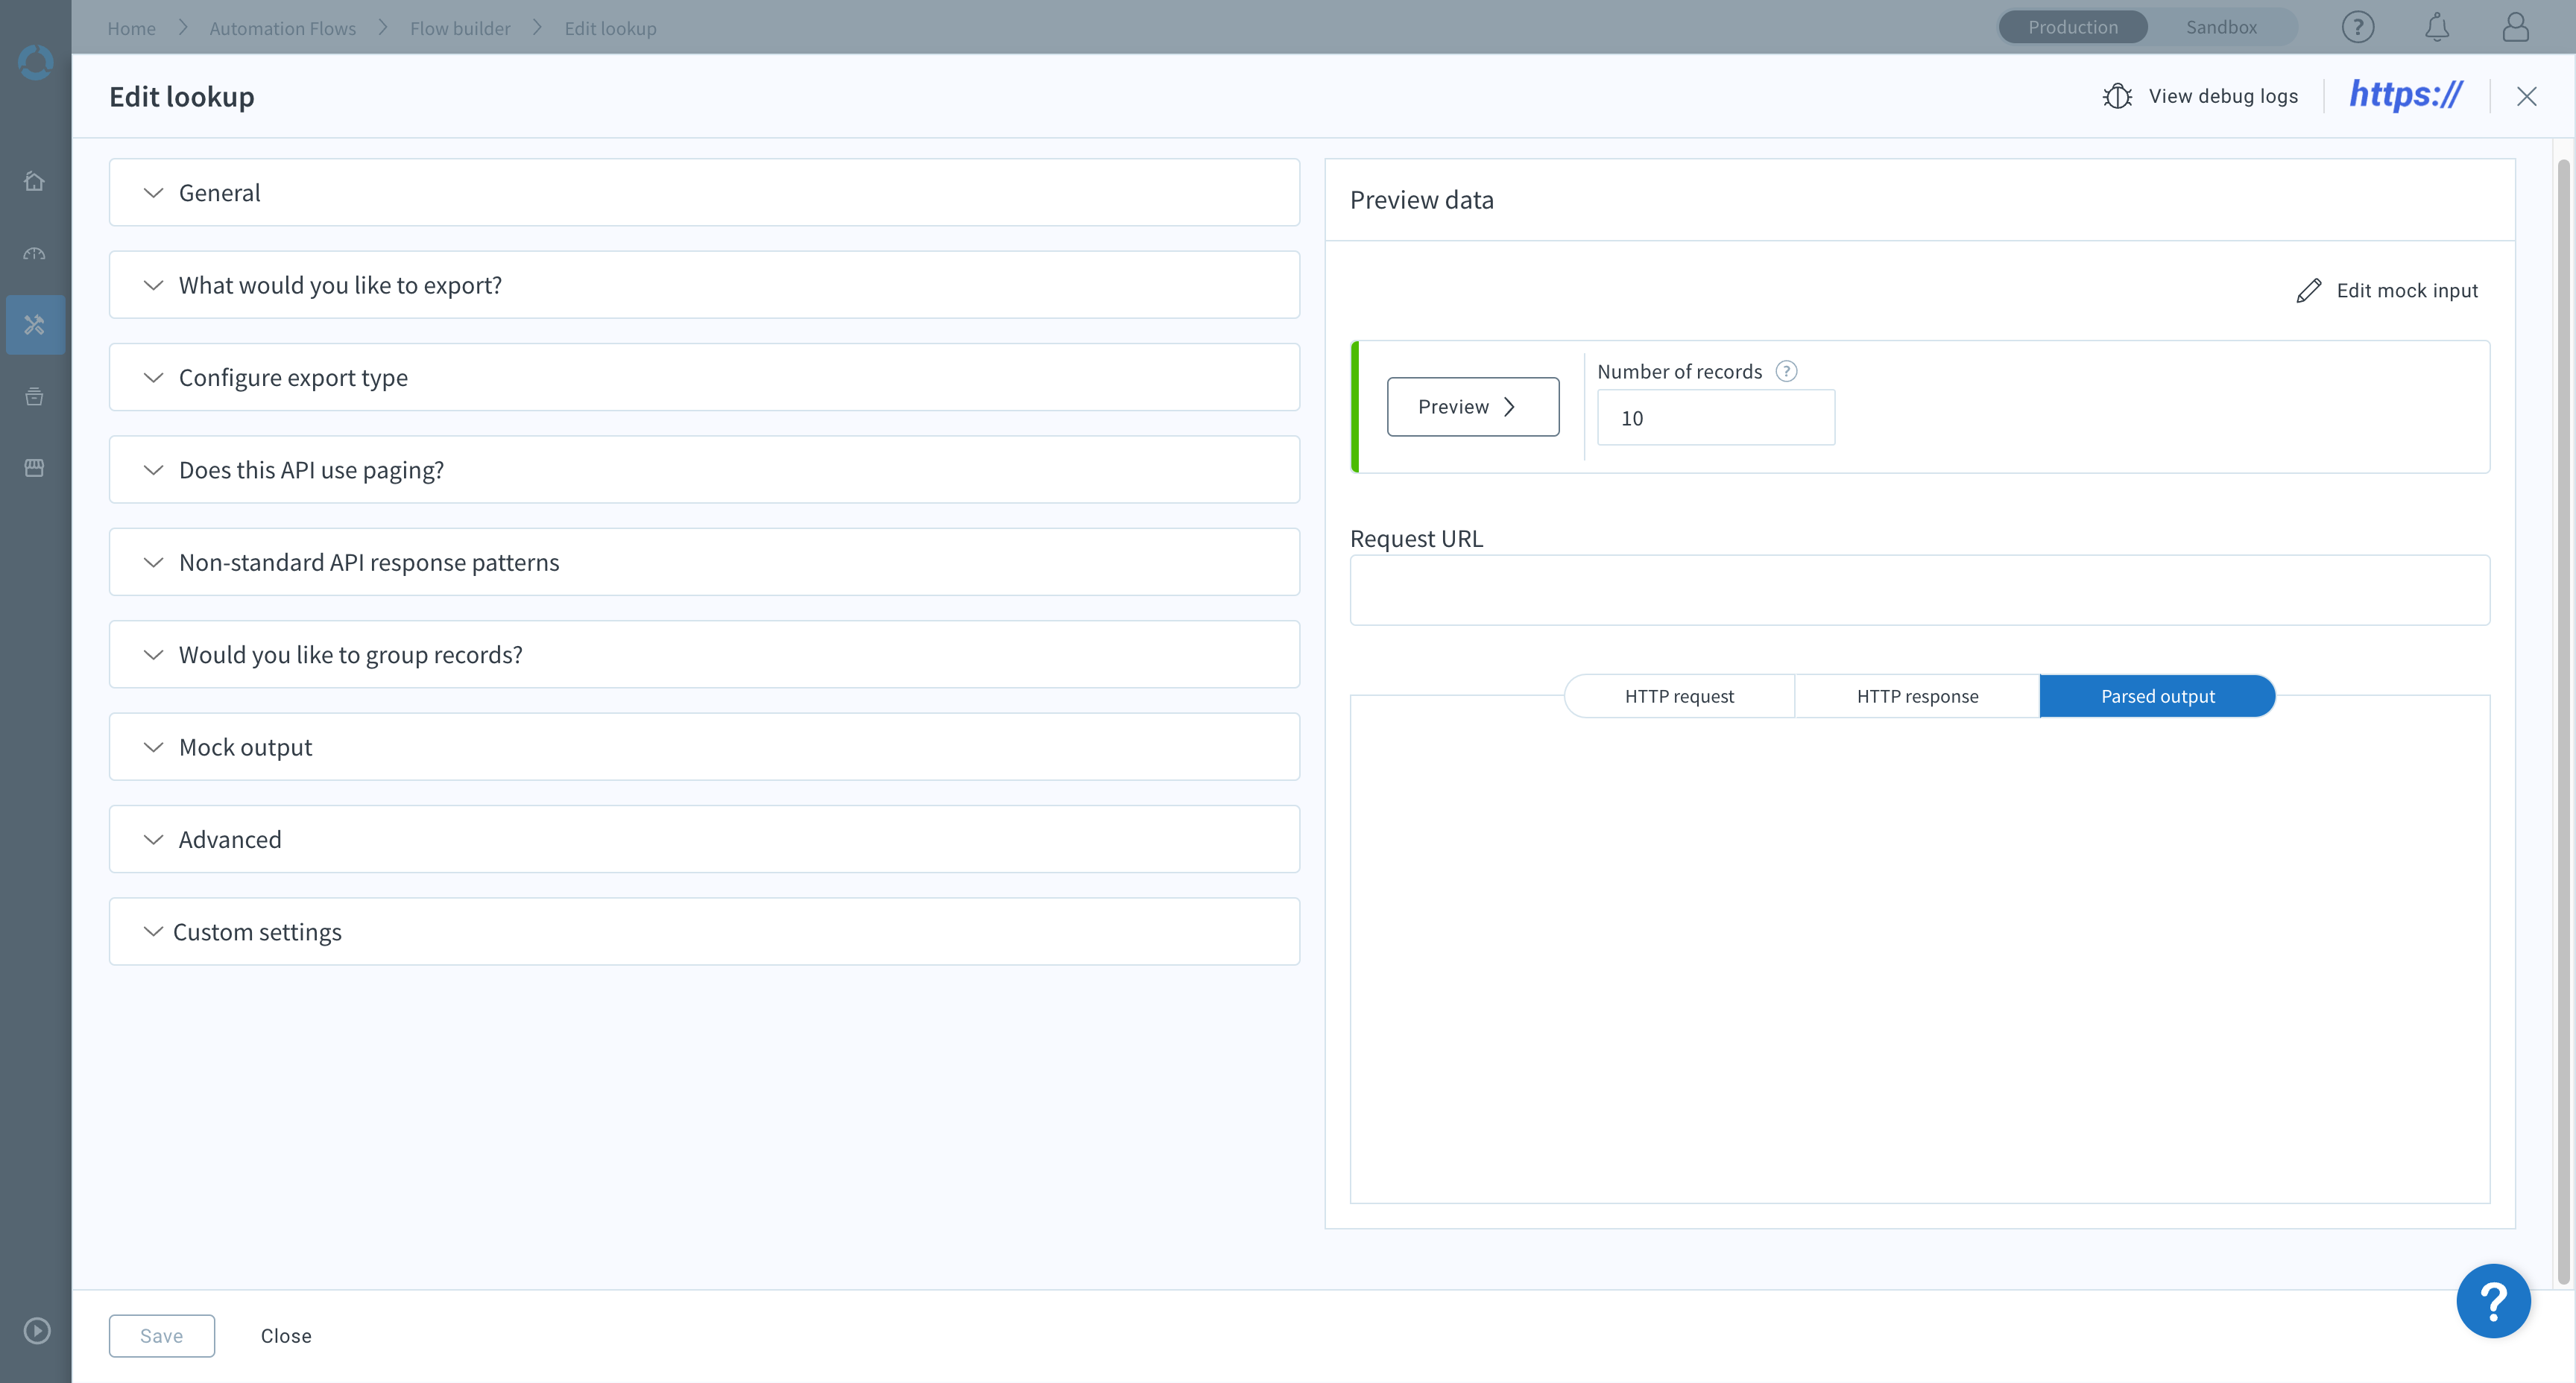 Home
Automation Flows
Flow builder
Edit lookup
Production
Sandbox
Edit lookup
View debug logs
https://
General
What would you like to export?
Configure export type
Does this API use paging?
Non-standard API response patterns
Would you like to group records?
Mock output
Advanced
Custom settings
Preview data
Edit mock input
Preview
Number of records
10
Request URL
HTTP request
HTTP response
Parsed output
Save
Close